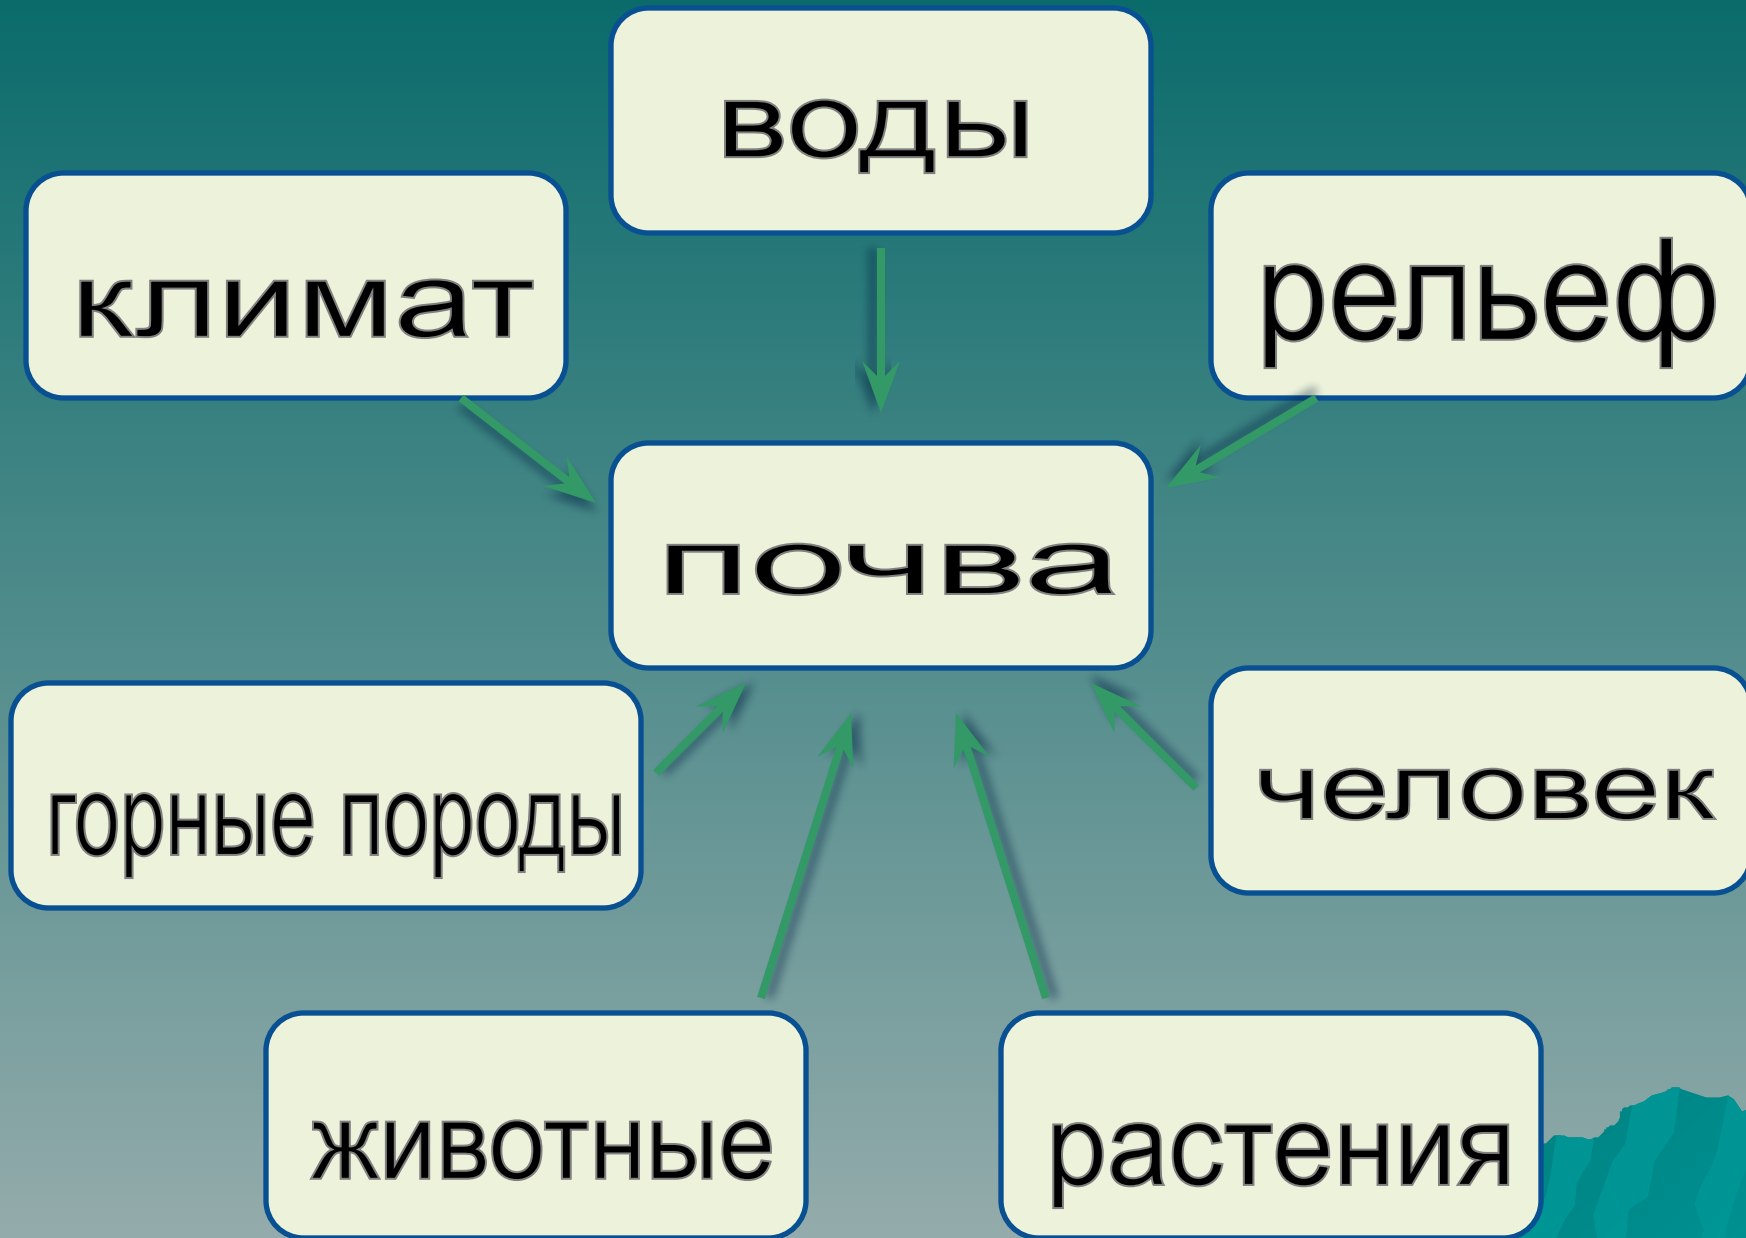 воды
климат
рельеф
почва
горные породы
человек
животные
растения